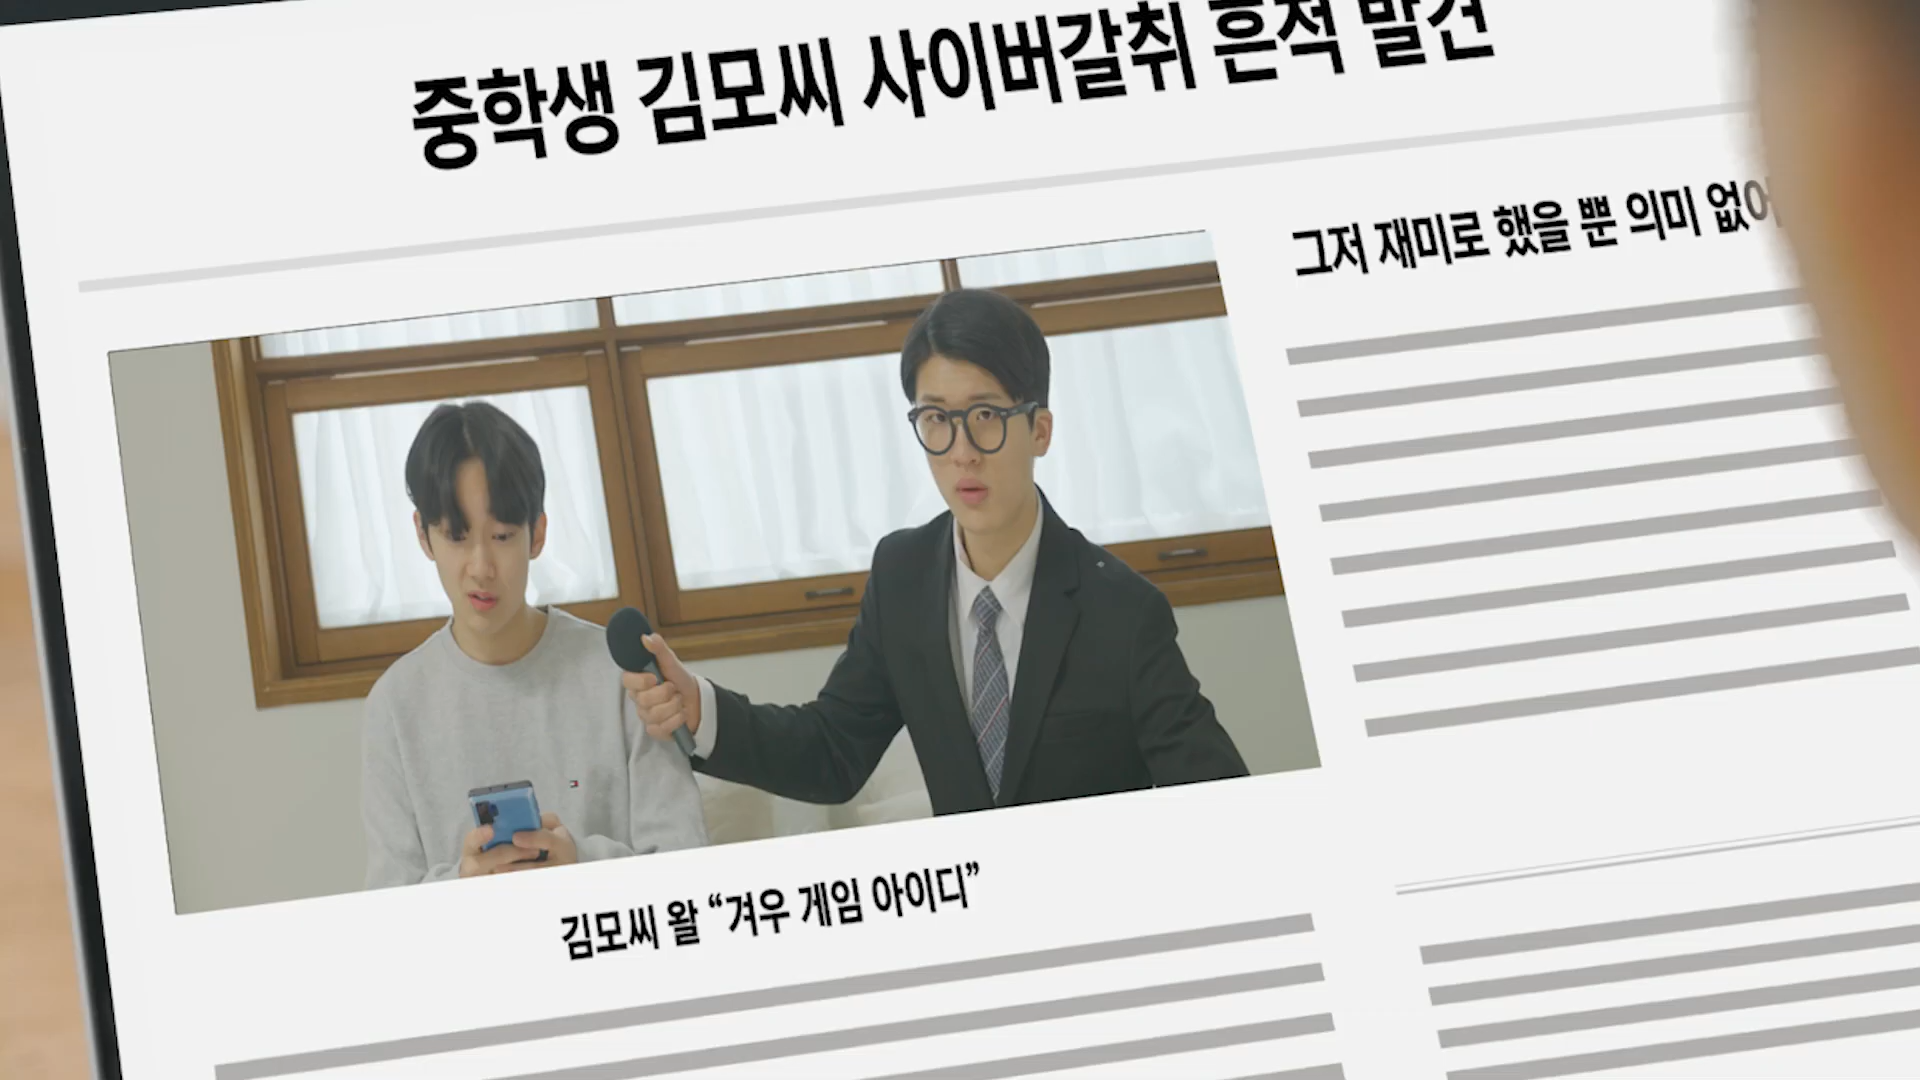 중학생 김모씨 사이버갈취 흔적 발견
그저 재미로 했을 뿐 의미 없어
김모씨 왈 “겨우 게임 아이디”